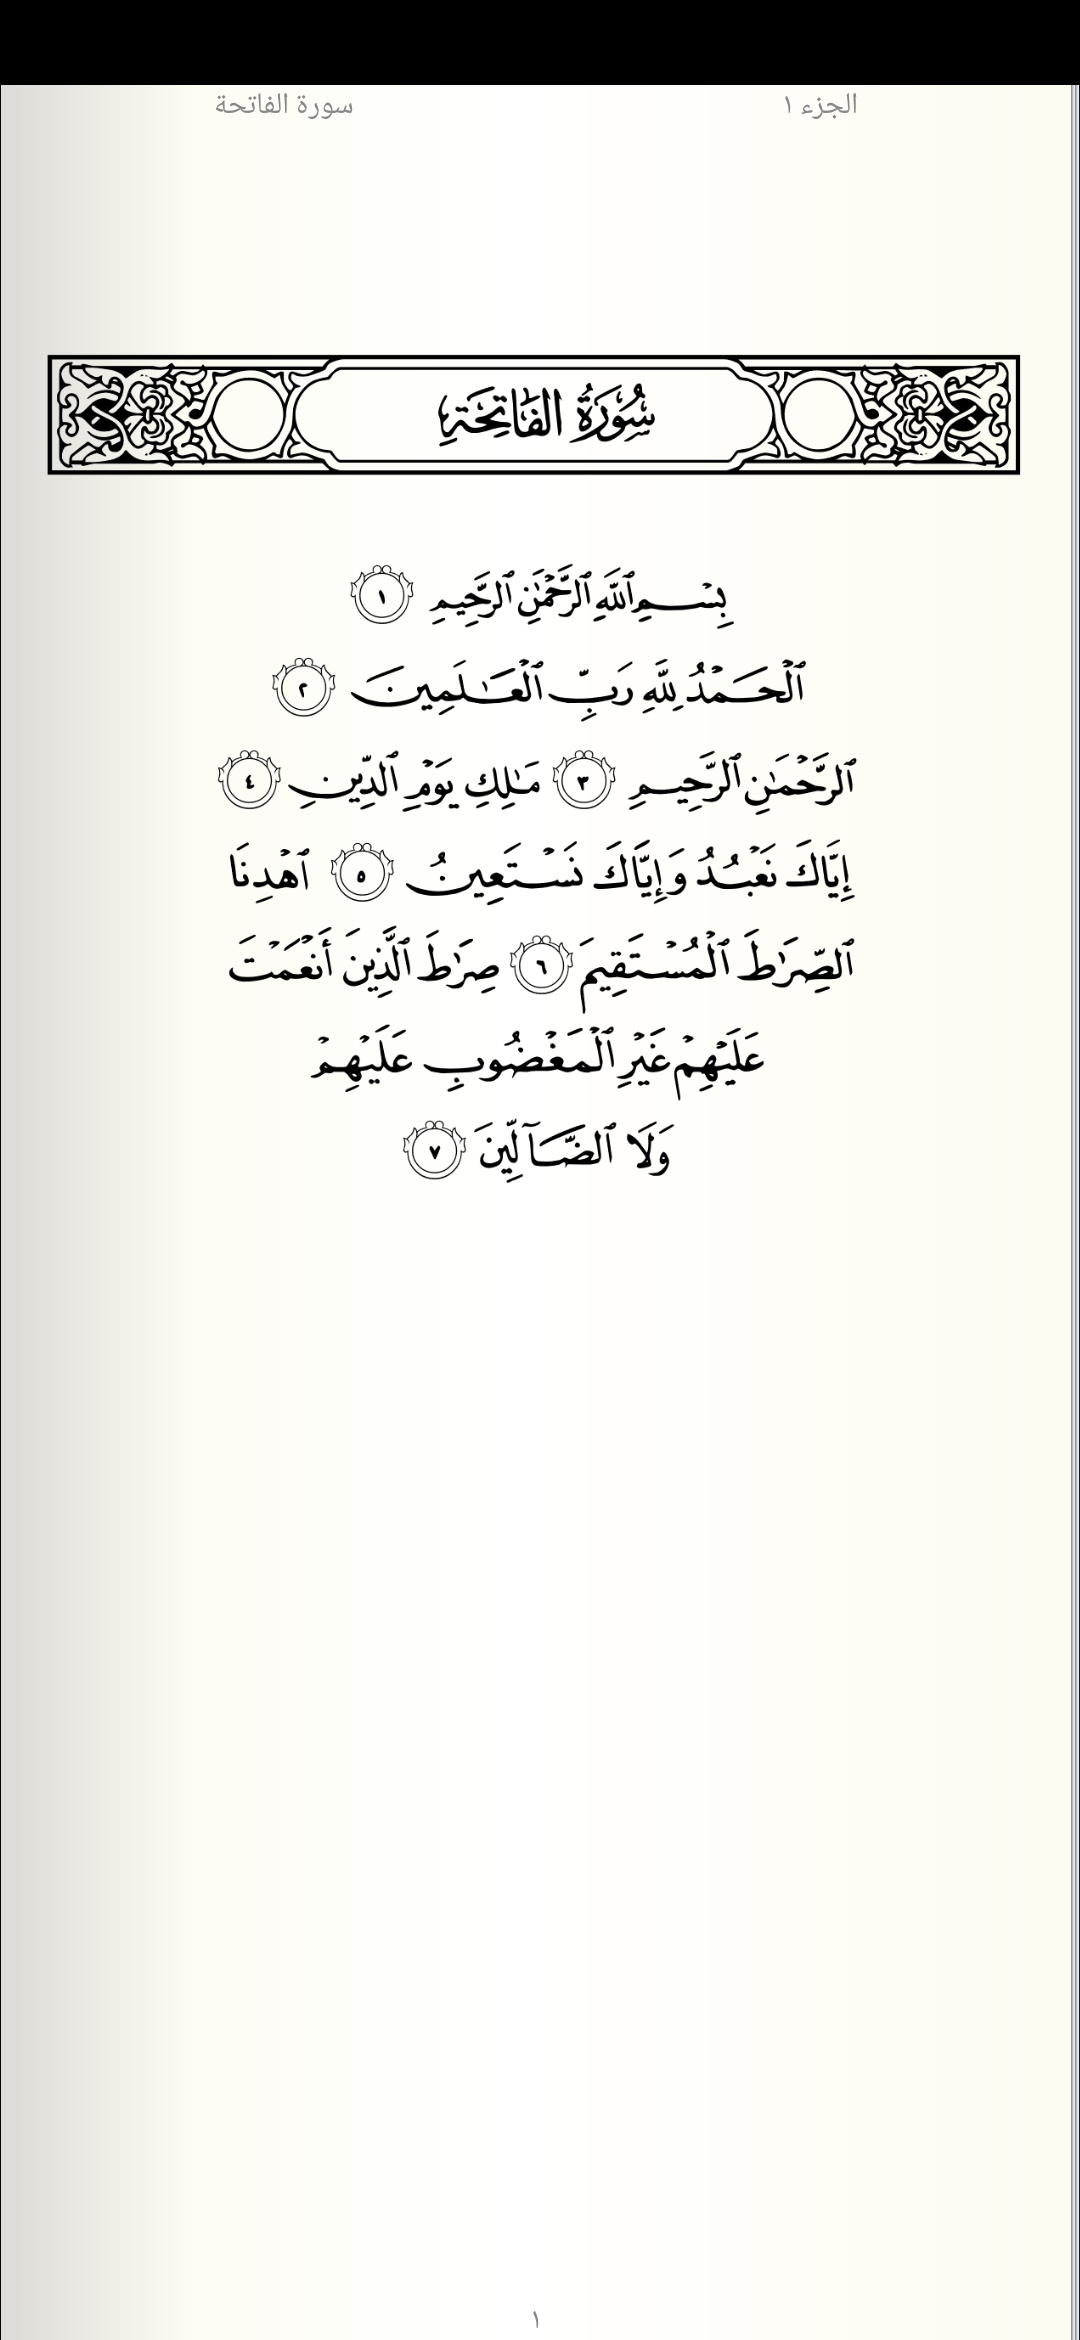 الجزء ١
سورة الفاتحة
سُورَةُ الفَاتِحَةِ
بِسۡمِ ٱللَّهِ ٱلرَّحۡمَٰنِ ٱلرَّحِيمِ ١
ٱلۡحَمۡدُ لِلَّهِ رَبِّ ٱلۡعَٰلَمِينَ ٢
ٱلرَّحۡمَٰنِ ٱلرَّحِيمِ ٣ مَٰلِكِ يَوۡمِ ٱلدِّينِ ٤
إِيَّاكَ نَعۡبُدُ وَإِيَّاكَ نَسۡتَعِينُ ٥ ٱهۡدِنَا
ٱلصِّرَٰطَ ٱلۡمُسۡتَقِيمَ ٦ صِرَٰطَ ٱلَّذِينَ أَنۡعَمۡتَ
عَلَيۡهِمۡ غَيۡرِ ٱلۡمَغۡضُوبِ عَلَيۡهِمۡ
وَلَا ٱلضَّآلِّينَ ٧
١